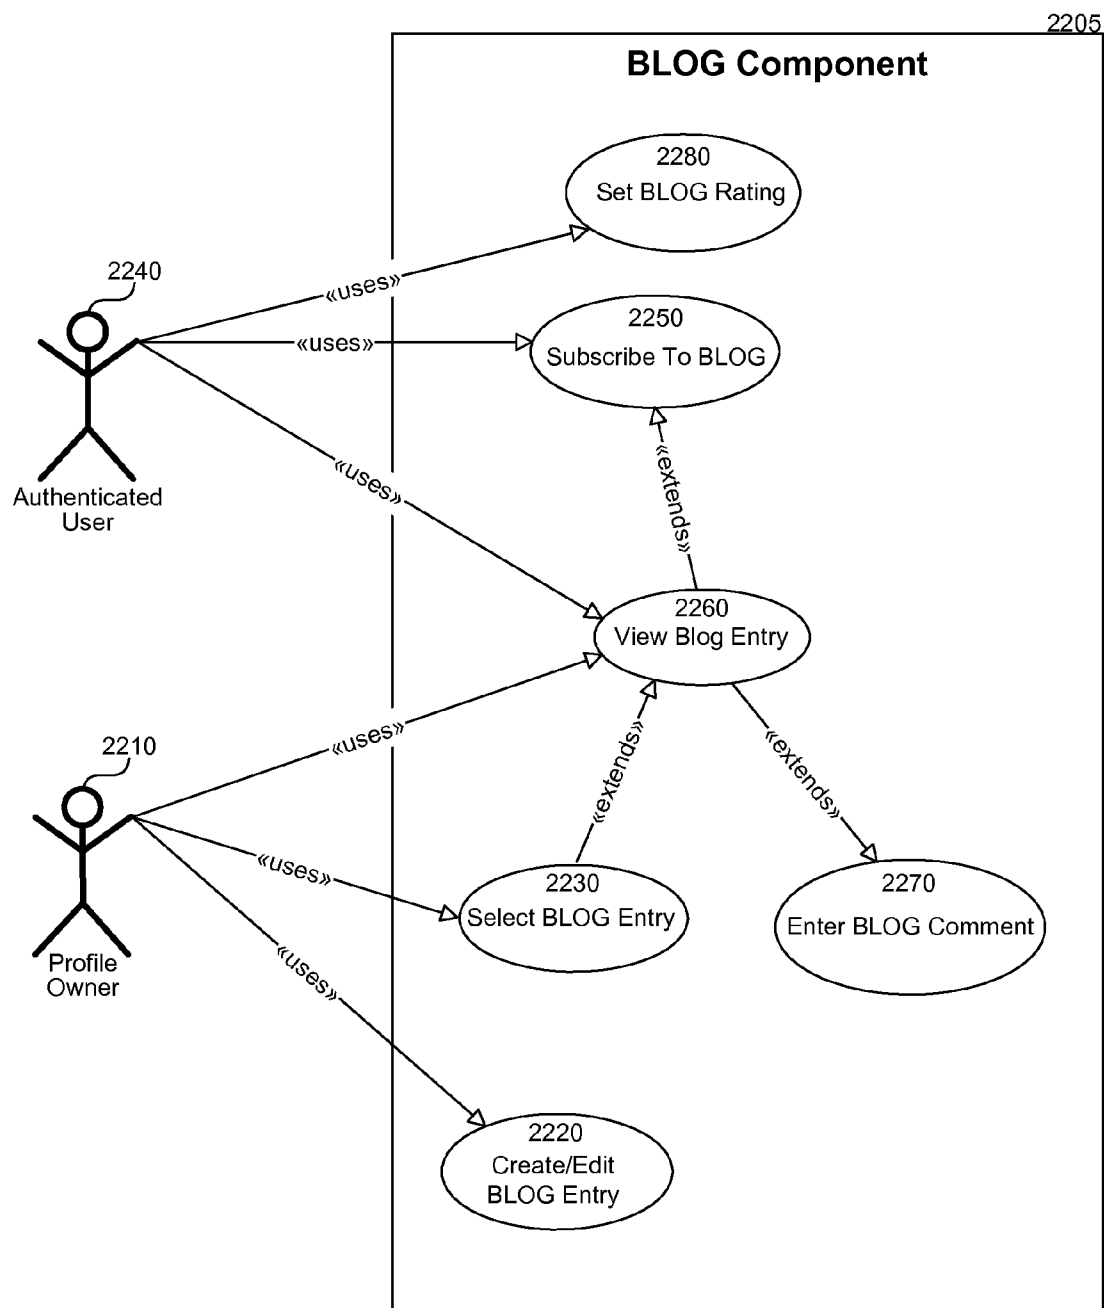 2205
BLOG Component
2280
Set BLOG Rating
2240
«uses»
2250
«uses»
Subscribe To BLOG
«uses»
«extends»
Authenticated
User
2260
View Blog Entry
«uses»
2210
«extends»
«extends»
«uses»
2230
Select BLOG Entry
2270
Enter BLOG Comment
Profile
Owner
«uses»
2220
Create/Edit
BLOG Entry